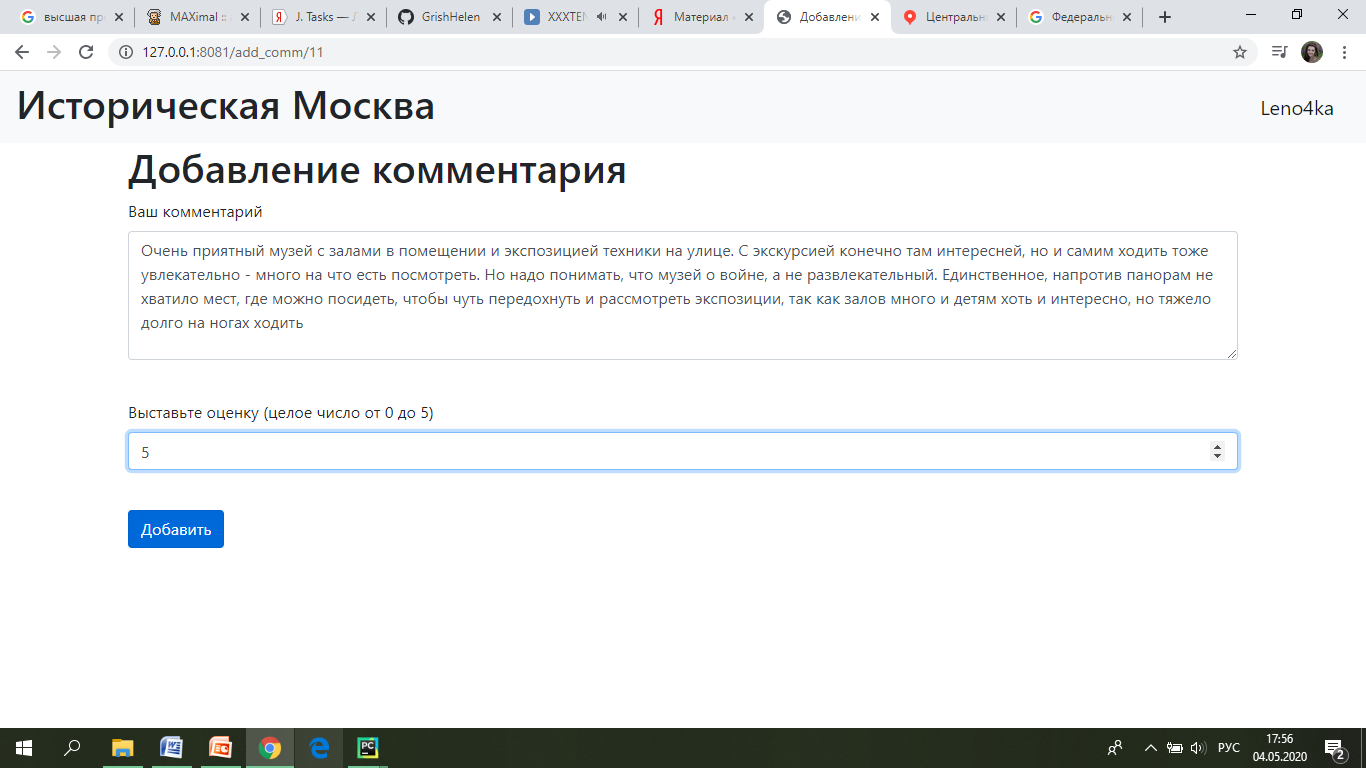 высшая пр
MAXimal ::
J. Tasks —
GrishHelen
XXXTEN
Материал
Добавлени
Центральн
Федеральн
127.0.0.1:8081/add_comm/11
Историческая Москва
Leno4ka
Добавление комментария
Ваш комментарий
Очень приятный музей с залами в помещении и экспозицией техники на улице. С экскурсией конечно там интересней, но и самим ходить тоже
увлекательно - много на что есть посмотреть. Но надо понимать, что музей о войне, а не развлекательный. Единственное, напротив панорам не
хватило мест, где можно посидеть, чтобы чуть передохнуть и рассмотреть экспозиции, так как залов много и детям хоть и интересно, но тяжело
долго на ногах ходить
Выставьте оценку (целое число от 0 до 5)
5
Добавить
РУС
17:56
04.05.2020
2